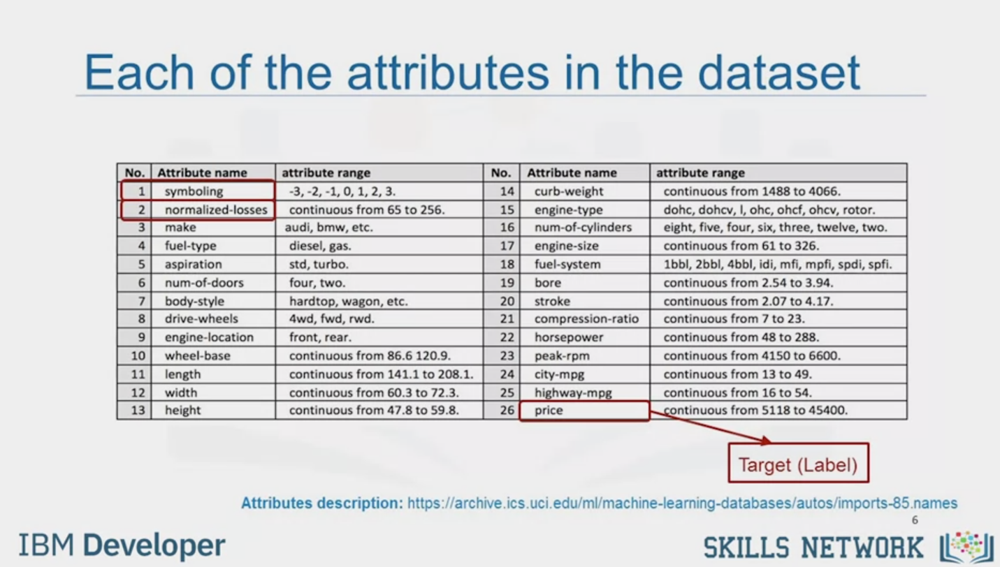 Each of the attributes in the dataset
No. Attribute name attribute range No. Attribute name attribute range
1 symboling -3, -2, -1, 0, 1, 2, 3. 14 curb-weight continuous from 1488 to 4066.
2 normalized-losses continuous from 65 to 256. 15 engine-type dohc, dohcv, l, ohc, ohcf, ohcv, rotor.
3 make audi, bmw, etc. 16 num-of-cylinders eight, five, four, six, three, twelve, two.
4 fuel-type diesel, gas. 17 engine-size continuous from 61 to 326.
5 aspiration std, turbo. 18 fuel-system 1bbl, 2bbl, 4bbl, idi, mfi, mpfi, spdi, spfi.
6 num-of-doors four, two. 19 bore continuous from 2.54 to 3.94.
7 body-style hardtop, wagon, etc. 20 stroke continuous from 2.07 to 4.17.
8 drive-wheels 4wd, fwd, rwd. 21 compression-ratio continuous from 7 to 23.
9 engine-location front, rear. 22 horsepower continuous from 48 to 288.
10 wheel-base continuous from 86.6 120.9. 23 peak-rpm continuous from 4150 to 6600.
11 length continuous from 141.1 to 208.1. 24 city-mpg continuous from 13 to 49.
12 width continuous from 60.3 to 72.3. 25 highway-mpg continuous from 16 to 54.
13 height continuous from 47.8 to 59.8. 26 price continuous from 5118 to 45400.
Target (Label)
Attributes description: https://archive.ics.uci.edu/ml/machine-learning-databases/autos/imports-85.names
6
IBM Developer
SKILLS NETWORK